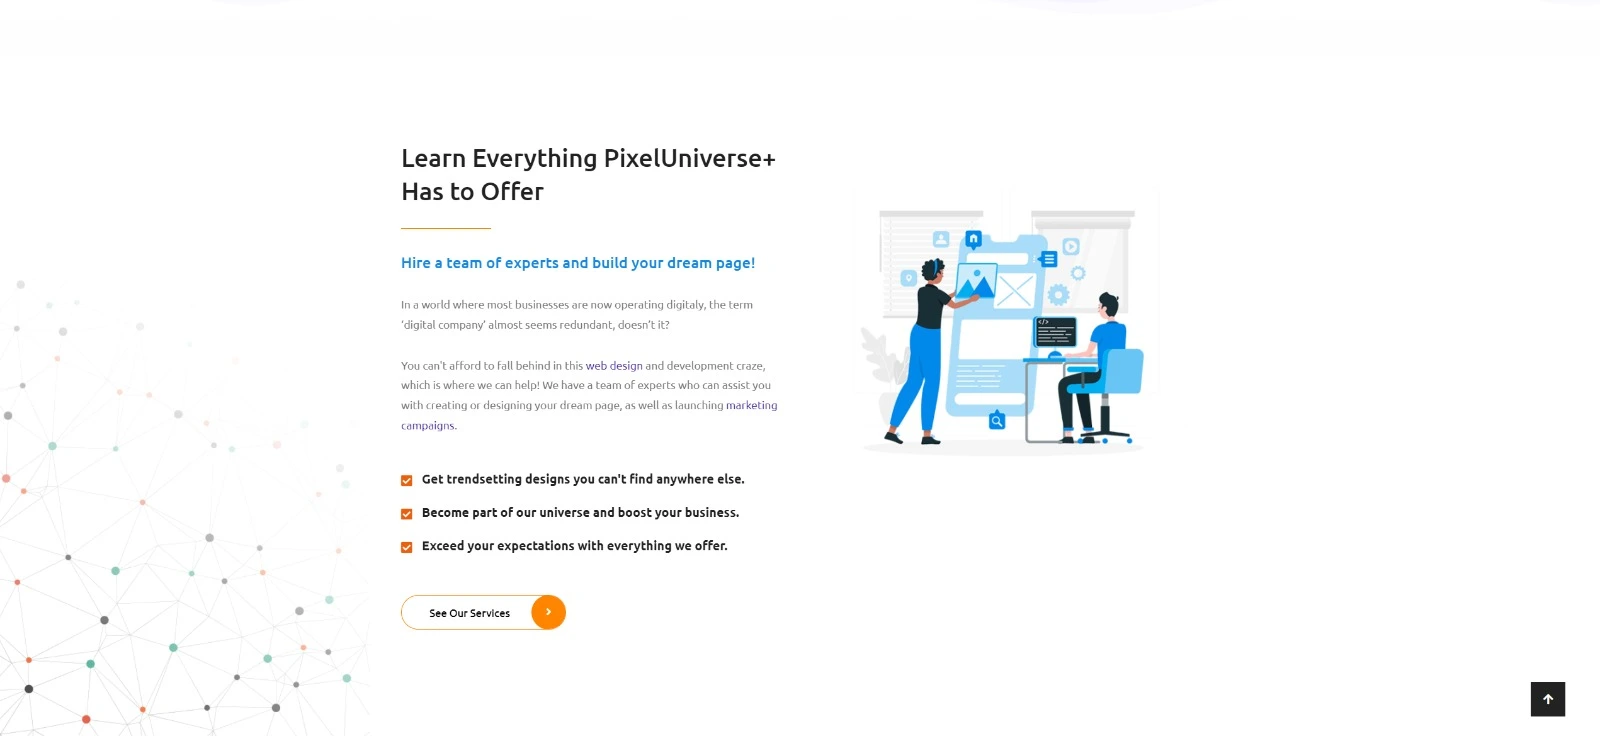 Learn Everything PixelUniverse+
Has to Offer
Hire a team of experts and build your dream page!
In a world where most businesses are now operating digitaly, the term
‘digital company’ almost seems redundant, doesn’t it?
You can't afford to fall behind in this web design and development craze,
which is where we can help! We have a team of experts who can assist you
with creating or designing your dream page, as well as launching marketing
campaigns.
Get trendsetting designs you can't find anywhere else.
Become part of our universe and boost your business.
Exceed your expectations with everything we offer.
See Our Services